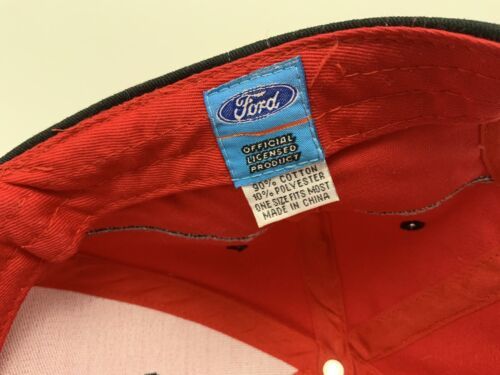 Ford
OFFICIAL
LICENSED
PRODUCT
90% COTTON
10% POLYESTER
ONE SIZE FITS MOST
MADE IN CHINA